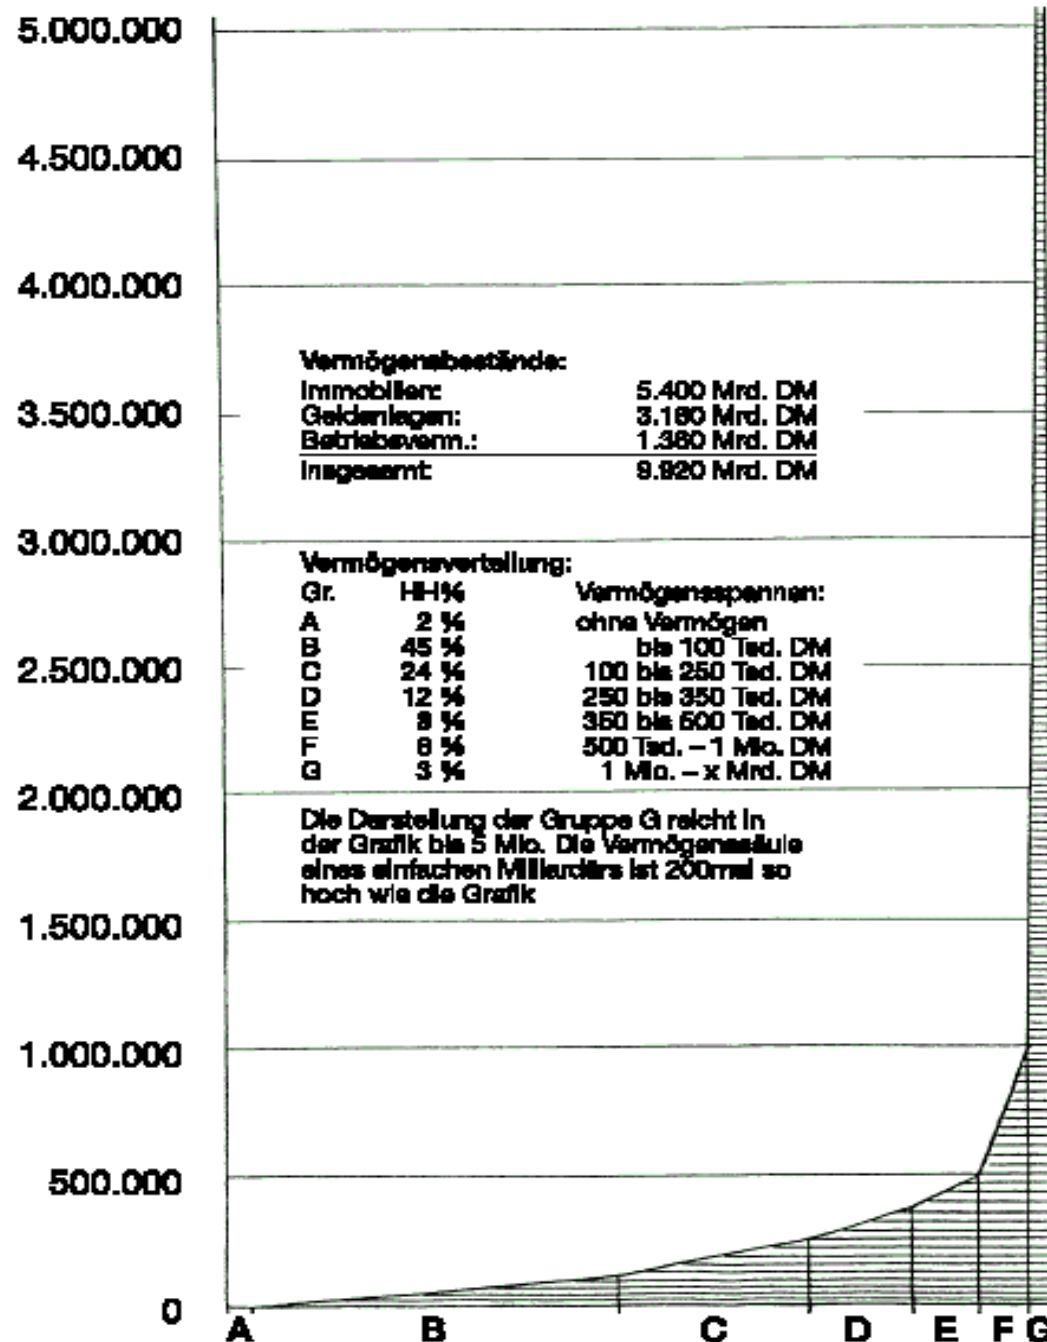 5.000.000
4.500.000
4.000.000
3.500.000
3.000.000
2.500.000
2.000.000
1.500.000
1.000.000
500.000
0
Vermögensbestände:
Immobilien: 5.400 Mrd. DM
Geldanlagen: 3.160 Mrd. DM
Betriebsverm.: 1.360 Mrd. DM
Insgesamt: 9.920 Mrd. DM
Vermögensverteilung:
Gr. HH% Vermögensspannen:
A 2 % ohne Vermögen
B 45 % bis 100 Tsd. DM
C 24 % 100 bis 250 Tsd. DM
D 12 % 250 bis 350 Tsd. DM
E 8 % 350 bis 500 Tsd. DM
F 6 % 500 Tsd. – 1 Mio. DM
G 3 % 1 Mio. – x Mrd. DM
Die Darstellung der Gruppe G reicht in
der Grafik bis 5 Mio. Die Vermögenssäule
eines einfachen Milliardärs ist 200mal so
hoch wie die Grafik
A B C D E F G